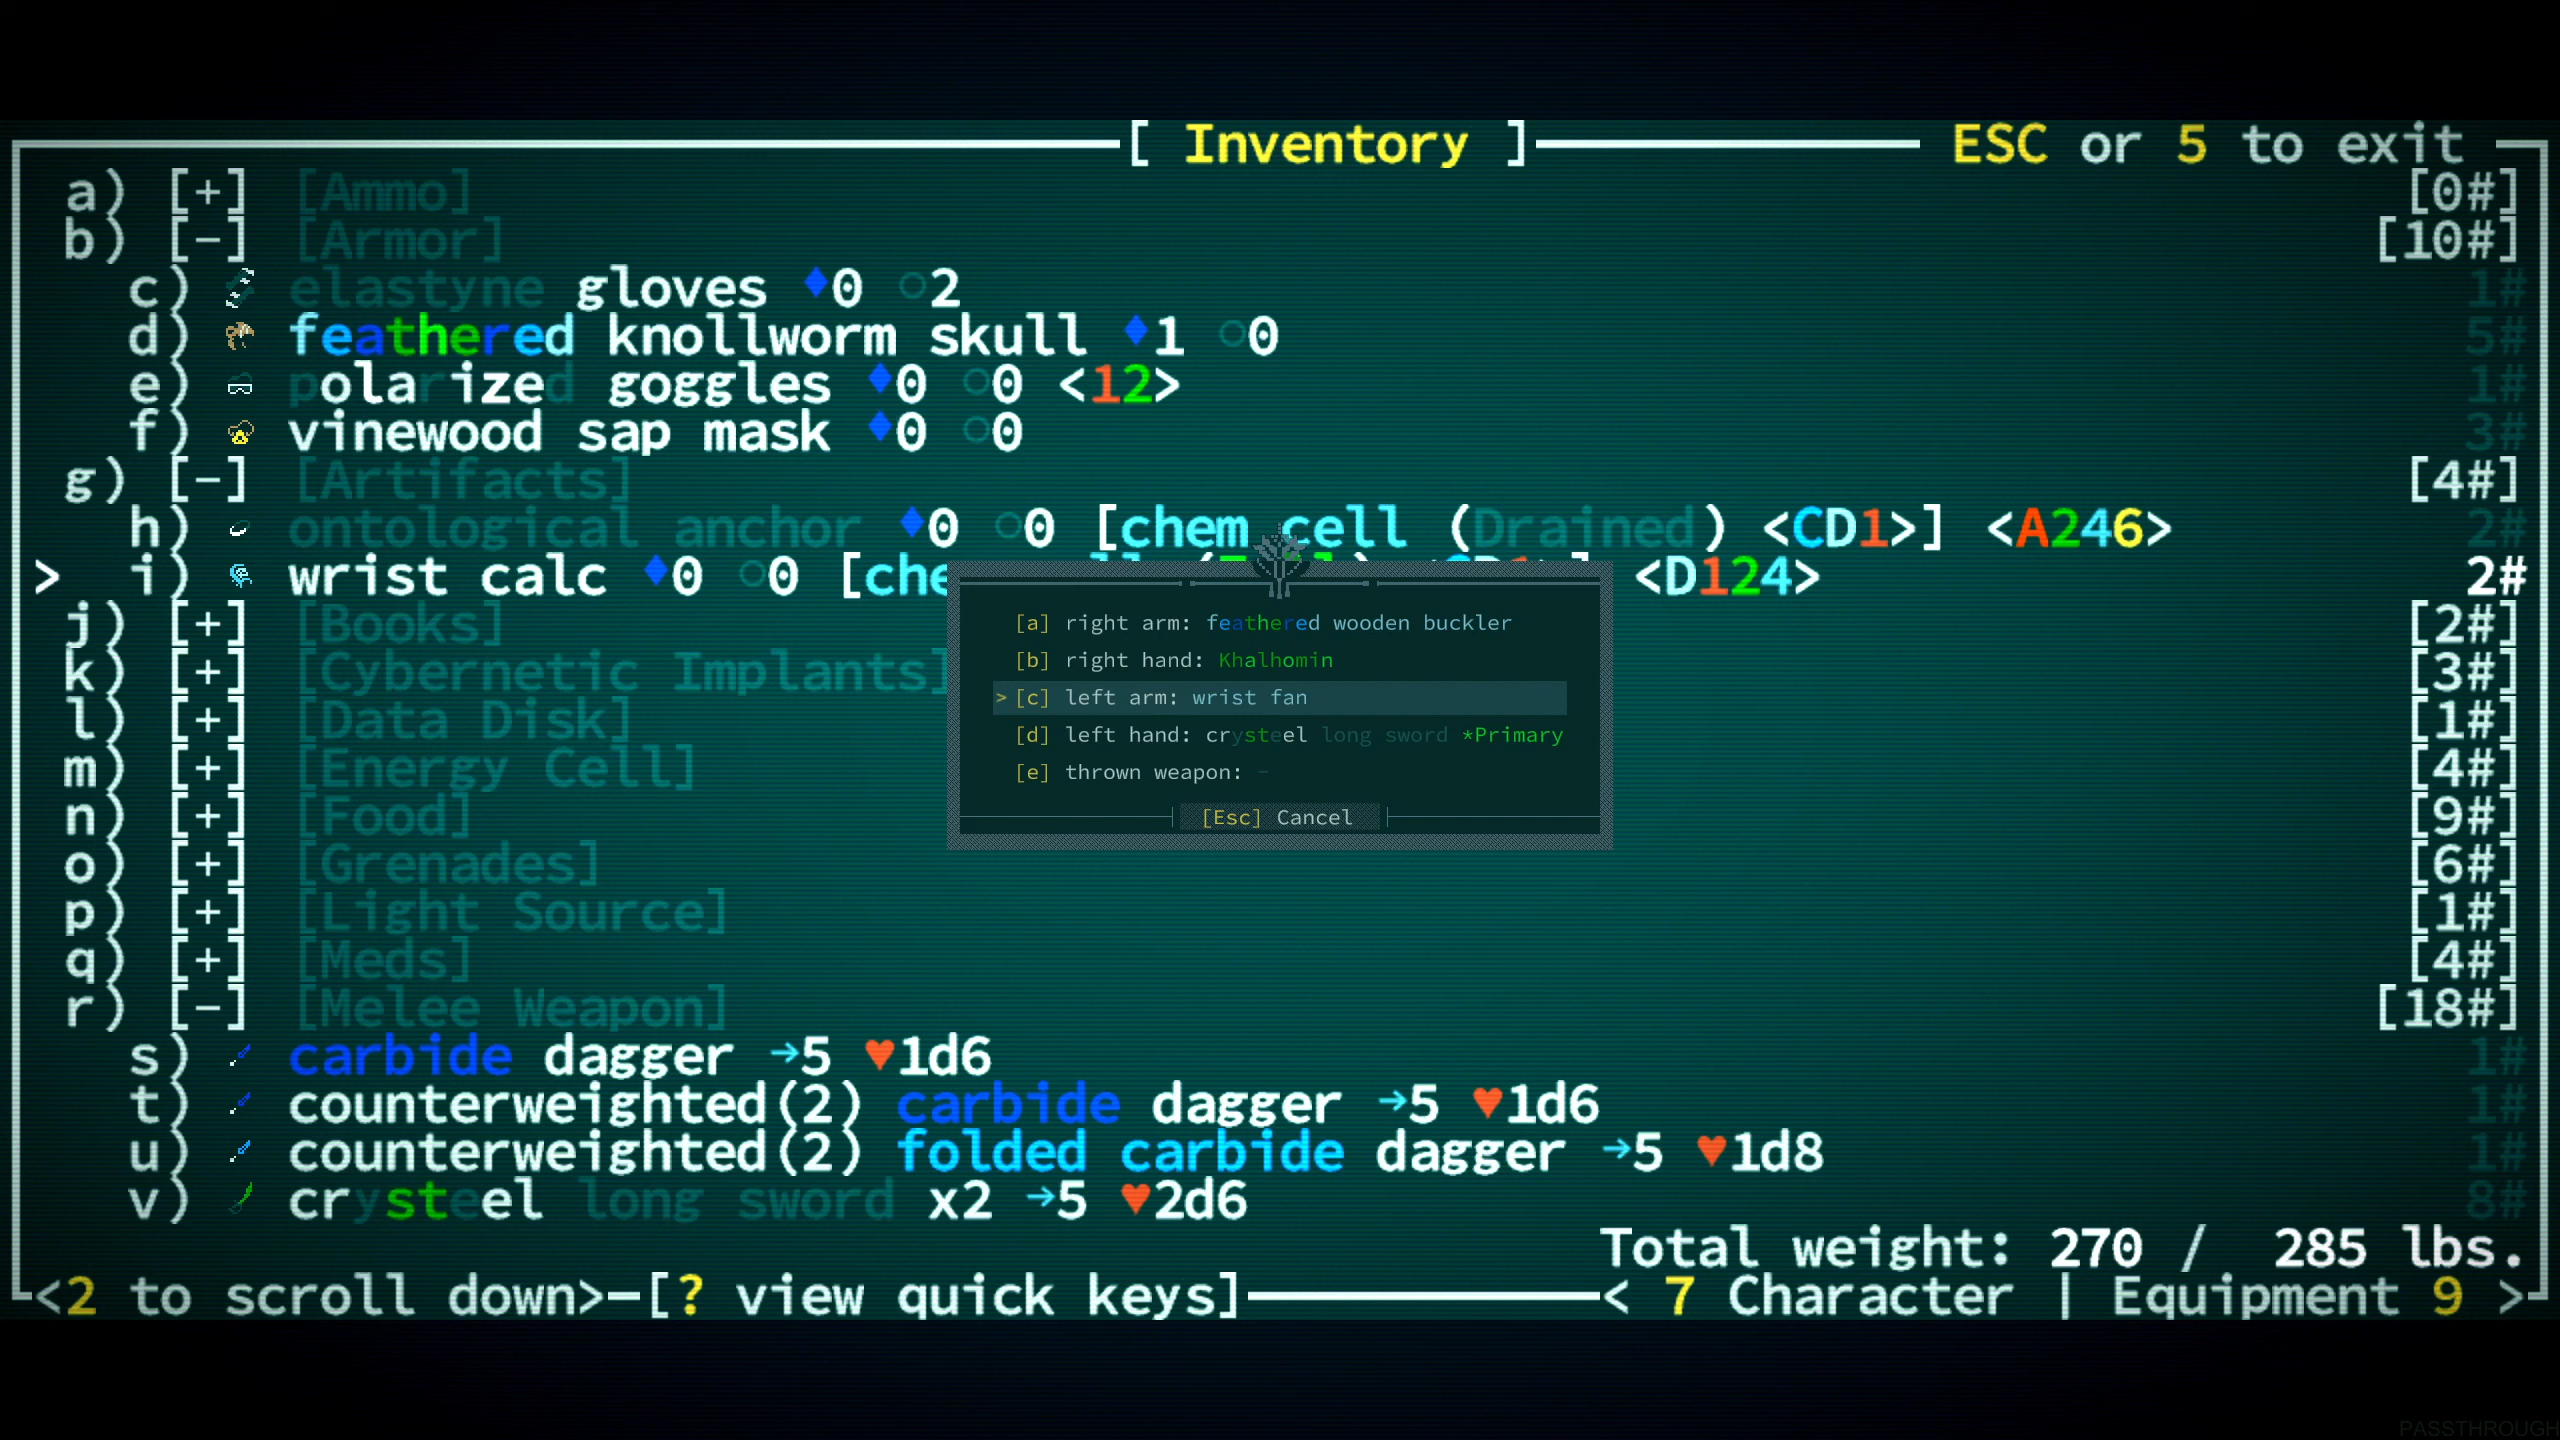 [ Inventory ] ESC or 5 to exit
a) [+] [Ammo] [0#]
b) [-] [Armor] [10#]
c) elastyne gloves ♦0 ○2 1#
d) feathered knollworm skull ♦1 ○0 5#
e) polarized goggles ♦0 ○0 <12> 1#
f) vinewood sap mask ♦0 ○0 3#
g) [-] [Artifacts] [4#]
h) ontological anchor ♦0 ○0 [chem cell (Drained) <CD1>] <A246> 2#
> i) wrist calc ♦0 ○0 [che <D124> 2#
j) [+] [Books] [2#]
k) [+] [Cybernetic Implants] [3#]
l) [+] [Data Disk] [1#]
m) [+] [Energy Cell] [4#]
n) [+] [Food] [9#]
o) [+] [Grenades] [6#]
p) [+] [Light Source] [1#]
q) [+] [Meds] [4#]
r) [-] [Melee Weapon] [18#]
s) carbide dagger →5 ♥1d6 1#
t) counterweighted(2) carbide dagger →5 ♥1d6 1#
u) counterweighted(2) folded carbide dagger →5 ♥1d8 1#
v) crysteel long sword x2 →5 ♥2d6 8#
Total weight: 270 / 285 lbs.
<2 to scroll down> [? view quick keys] < 7 Character | Equipment 9 >
[a] right arm: feathered wooden buckler
[b] right hand: Khalhomin
> [c] left arm: wrist fan
[d] left hand: crysteel long sword *Primary
[e] thrown weapon: -
[Esc] Cancel
PASSTHROUGH